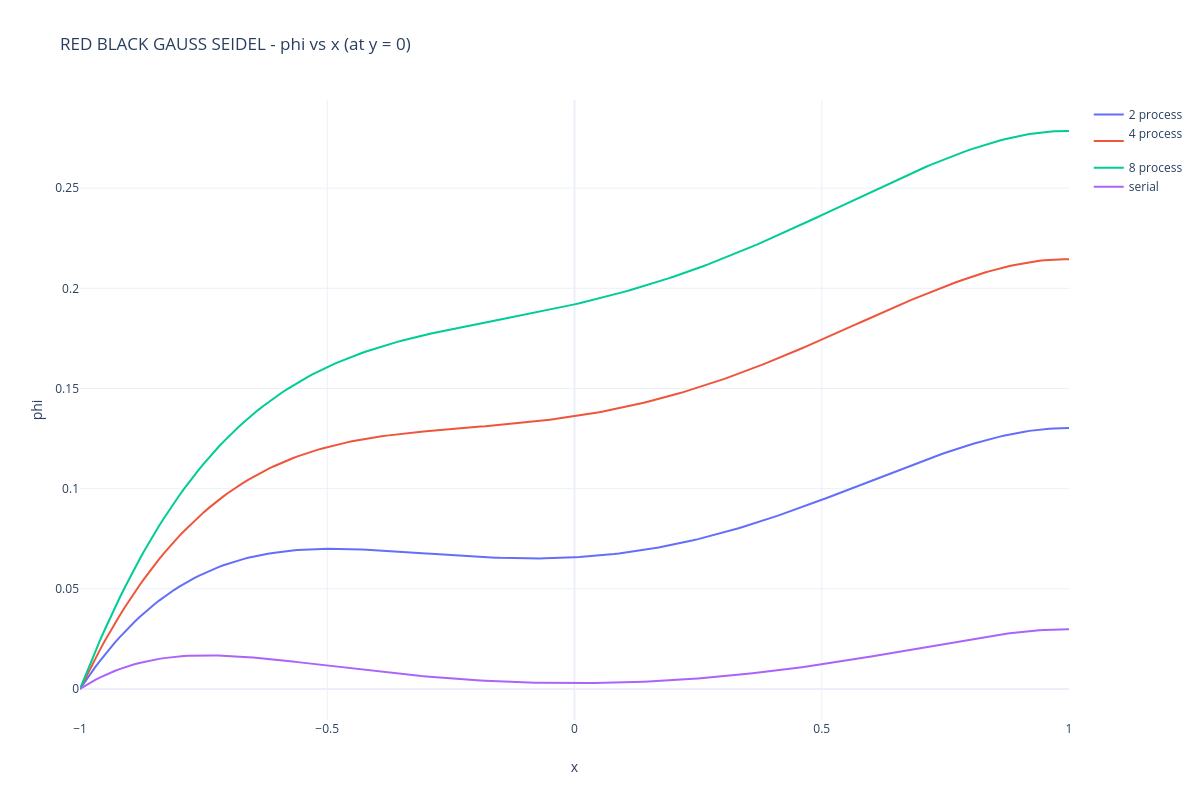 RED BLACK GAUSS SEIDEL - phi vs x (at y = 0)
2 process
4 process
8 process
serial
0.25
0.2
0.15
0.1
0.05
0
phi
−1
−0.5
0
0.5
1
x